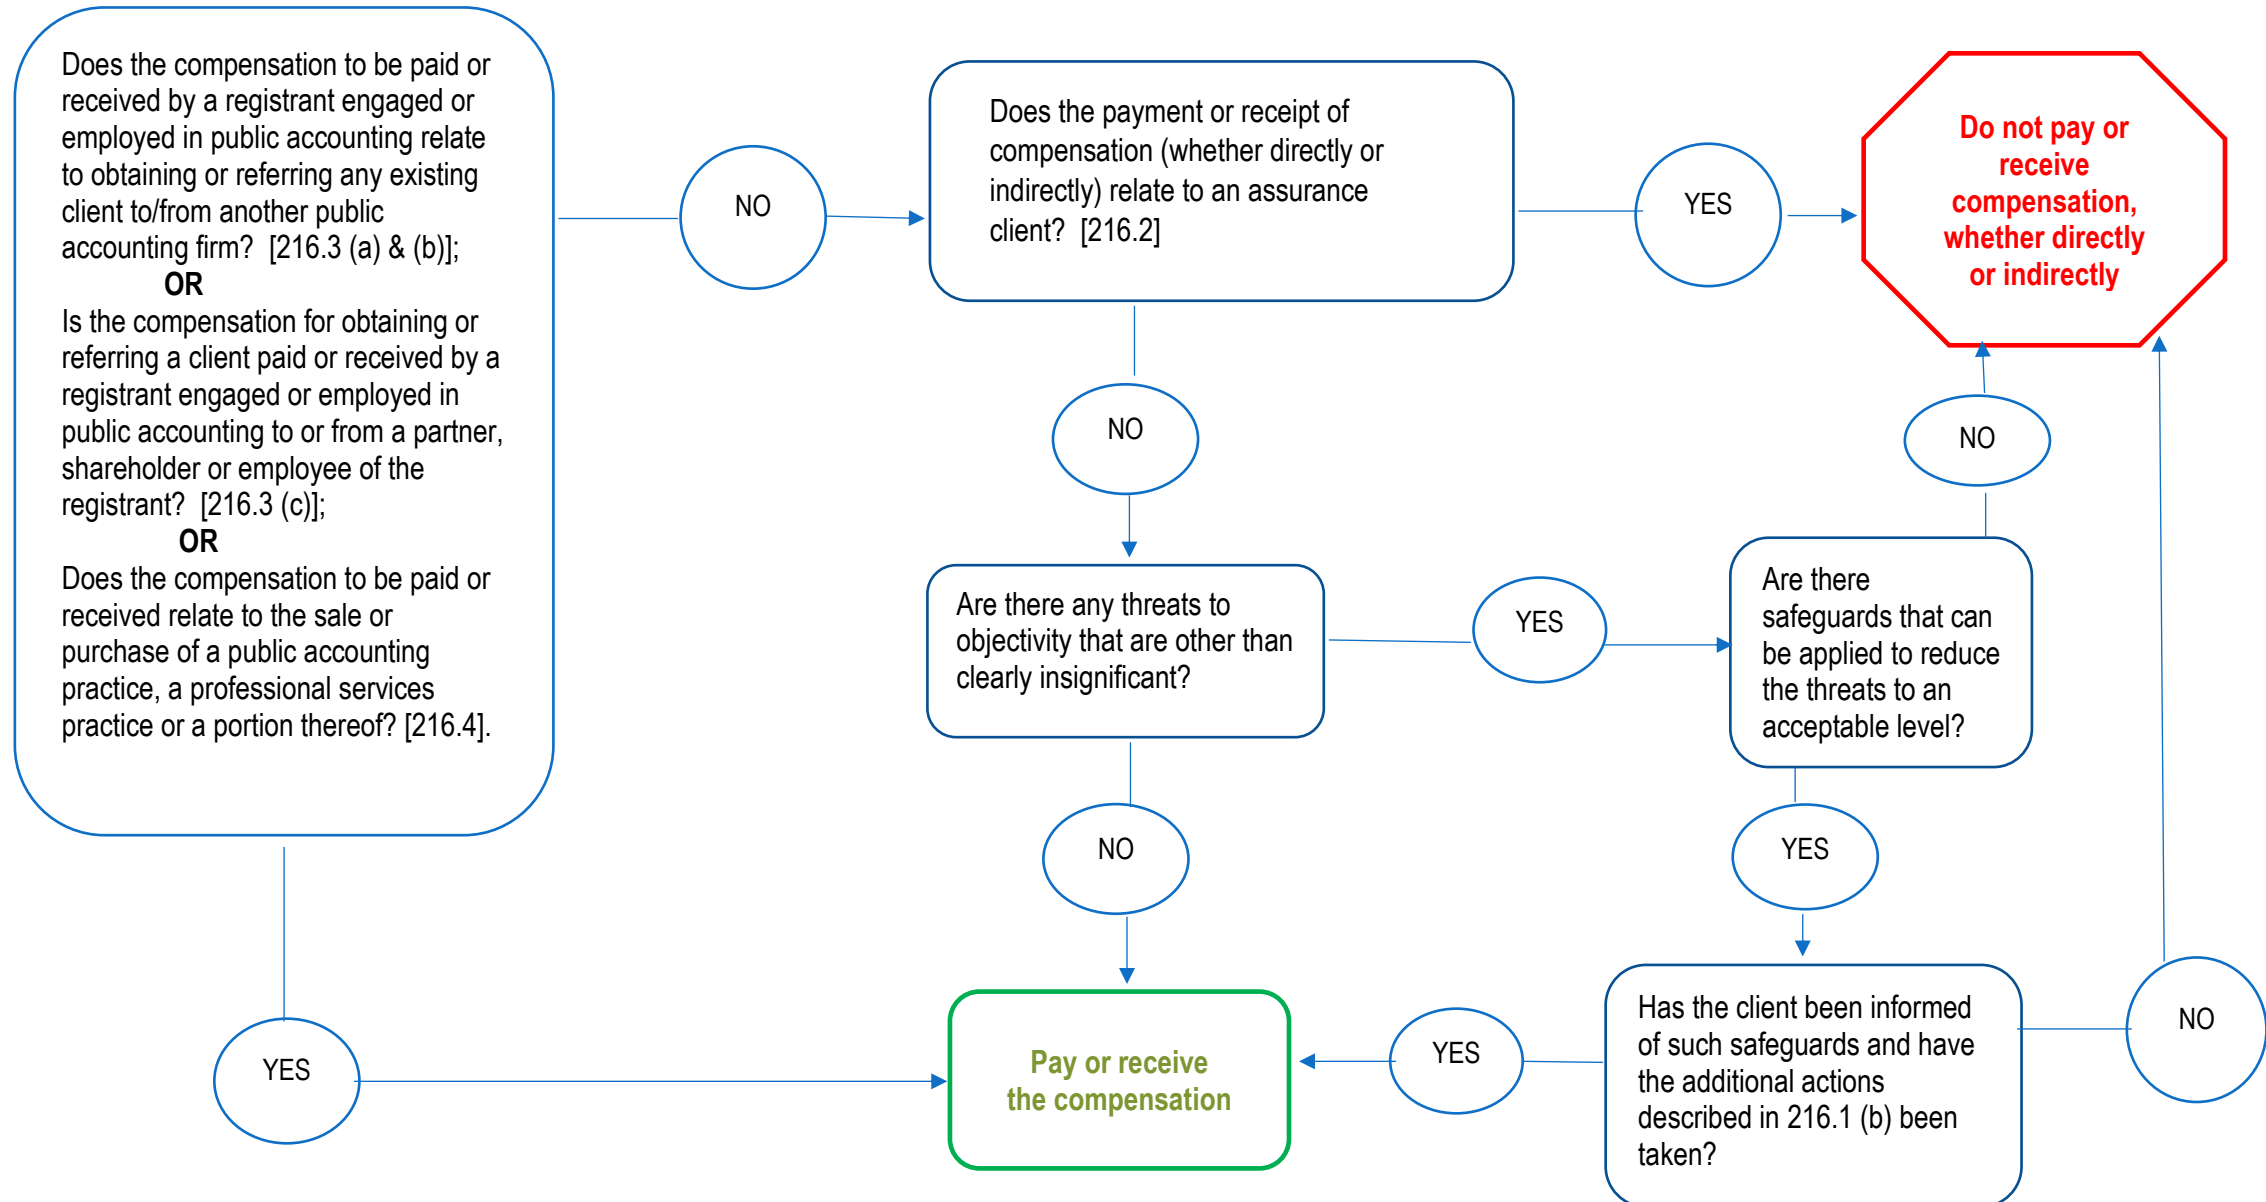 Does the compensation to be paid or
received by a registrant engaged or
employed in public accounting relate
to obtaining or referring any existing
client to/from another public
accounting firm?  [216.3 (a) & (b)];
OR
Is the compensation for obtaining or
referring a client paid or received by a
registrant engaged or employed in
public accounting to or from a partner,
shareholder or employee of the
registrant?  [216.3 (c)];
OR
Does the compensation to be paid or
received relate to the sale or
purchase of a public accounting
practice, a professional services
practice or a portion thereof? [216.4].
NO
Does the payment or receipt of
compensation (whether directly or
indirectly) relate to an assurance
client?  [216.2]
YES
Do not pay or
receive
compensation,
whether directly
or indirectly
NO
NO
Are there any threats to
objectivity that are other than
clearly insignificant?
YES
Are there
safeguards that can
be applied to reduce
the threats to an
acceptable level?
NO
YES
YES
Pay or receive
the compensation
YES
Has the client been informed
of such safeguards and have
the additional actions
described in 216.1 (b) been
taken?
NO